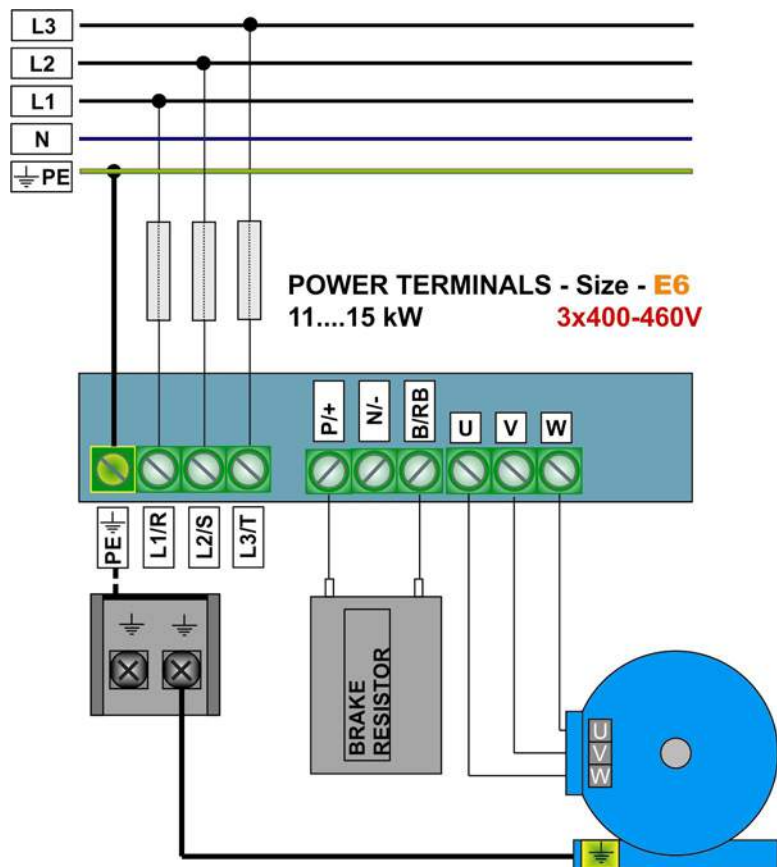 L3
L2
L1
N
PE
POWER TERMINALS - Size - E6
11....15 kW 3x400-460V
P/+ N/- B/RB U V W
PE L1/R L2/S L3/T
BRAKE
RESISTOR
U
V
W